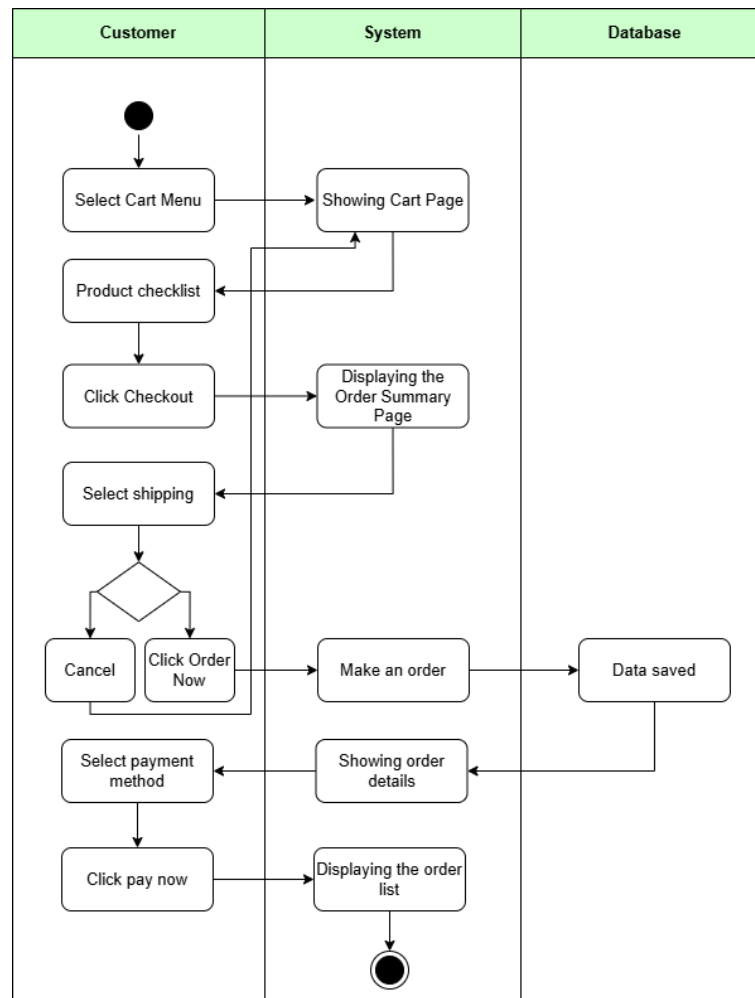 Customer
System
Database
Select Cart Menu
Showing Cart Page
Product checklist
Click Checkout
Displaying the
Order Summary
Page
Select shipping
Cancel
Click Order
Now
Make an order
Data saved
Select payment
method
Showing order
details
Click pay now
Displaying the order
list